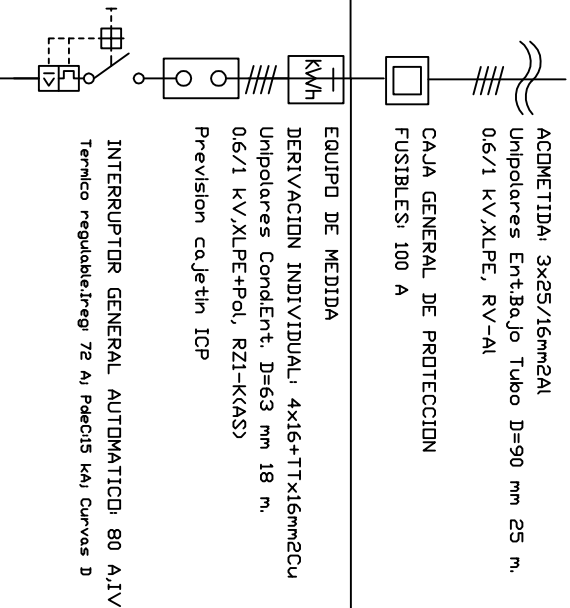 ACOMETIDA: 3x25/16mm2Al
Unipolares Ent.Bajo Tubo D=90 mm 25 m.
0.6/1 kV,XLPE, RV-Al
CAJA GENERAL DE PROTECCION
FUSIBLES: 100 A
kWh
EQUIPO DE MEDIDA
DERIVACION INDIVIDUAL: 4x16+TTx16mm2Cu
Unipolares Cond.Ent. D=63 mm 18 m.
0.6/1 kV,XLPE+Pol, RZ1-K(AS)
Prevision cajetin ICP
INTERRUPTOR GENERAL AUTOMATICO: 80 A,IV
Termico regulable.Ireg: 72 A; PdeC:15 kA; Curvas D
I>